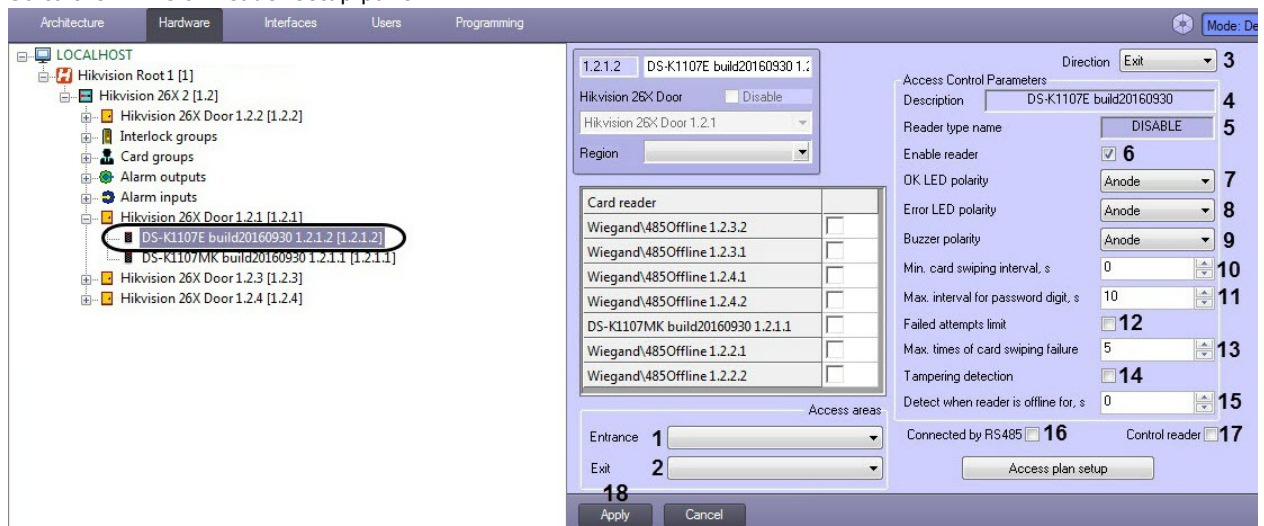 Architecture Hardware Interfaces Users Programming Mode: De
LOCALHOST
Hikvision Root 1 [1]
Hikvision 26X 2 [1.2]
Hikvision 26X Door 1.2.2 [1.2.2]
Interlock groups
Card groups
Alarm outputs
Alarm inputs
Hikvision 26X Door 1.2.1 [1.2.1]
DS-K1107E build20160930 1.2.1.2 [1.2.1.2]
DS-K1107MK build20160930 1.2.1.1 [1.2.1.1]
Hikvision 26X Door 1.2.3 [1.2.3]
Hikvision 26X Door 1.2.4 [1.2.4]
1.2.1.2 DS-K1107E build20160930 1.2
Hikvision 26X Door Disable
Hikvision 26X Door 1.2.1
Region
Card reader
Wiegand\485Offline 1.2.3.2
Wiegand\485Offline 1.2.3.1
Wiegand\485Offline 1.2.4.1
Wiegand\485Offline 1.2.4.2
DS-K1107MK build20160930 1.2.1.1
Wiegand\485Offline 1.2.2.1
Wiegand\485Offline 1.2.2.2
Access areas
Entrance 1
Exit 2
18
Apply Cancel
Direction Exit 3
Access Control Parameters
Description DS-K1107E build20160930 4
Reader type name DISABLE 5
Enable reader 6
OK LED polarity Anode 7
Error LED polarity Anode 8
Buzzer polarity Anode 9
Min. card swiping interval, s 0 10
Max. interval for password digit, s 10 11
Failed attempts limit 12
Max. times of card swiping failure 5 13
Tampering detection 14
Detect when reader is offline for, s 0 15
Connected by RS485 16 Control reader 17
Access plan setup